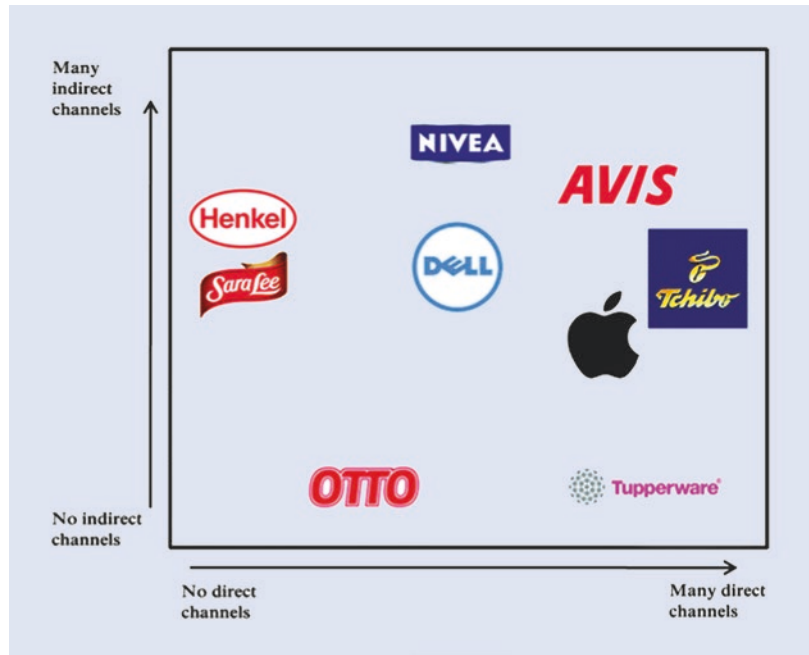 Many
indirect
channels
NIVEA
AVIS
Henkel
DELL
Sara Lee
Tchibo
OTTO
Tupperware®
No indirect
channels
No direct
channels
Many direct
channels